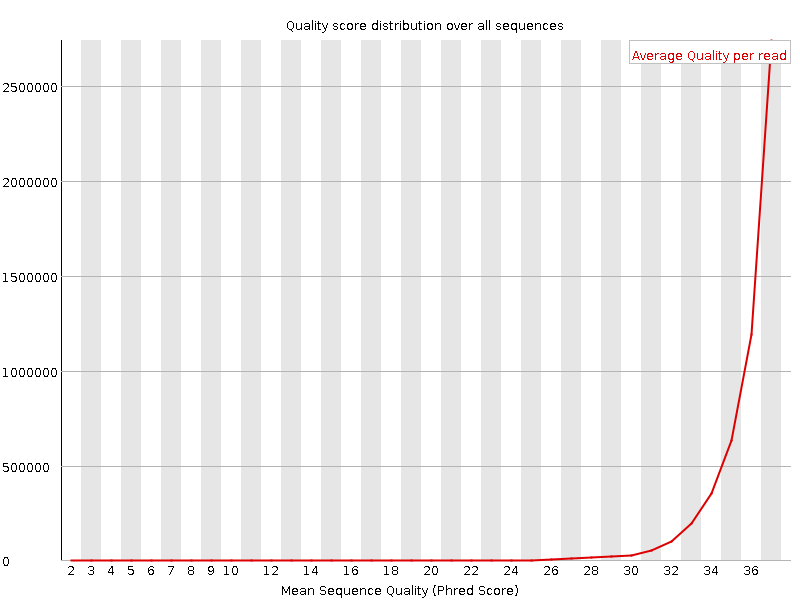 Quality score distribution over all sequences
Average Quality per read
2500000
2000000
1500000
1000000
500000
0
2 3 4 5 6 7 8 9 10 12 14 16 18 20 22 24 26 28 30 32 34 36
Mean Sequence Quality (Phred Score)